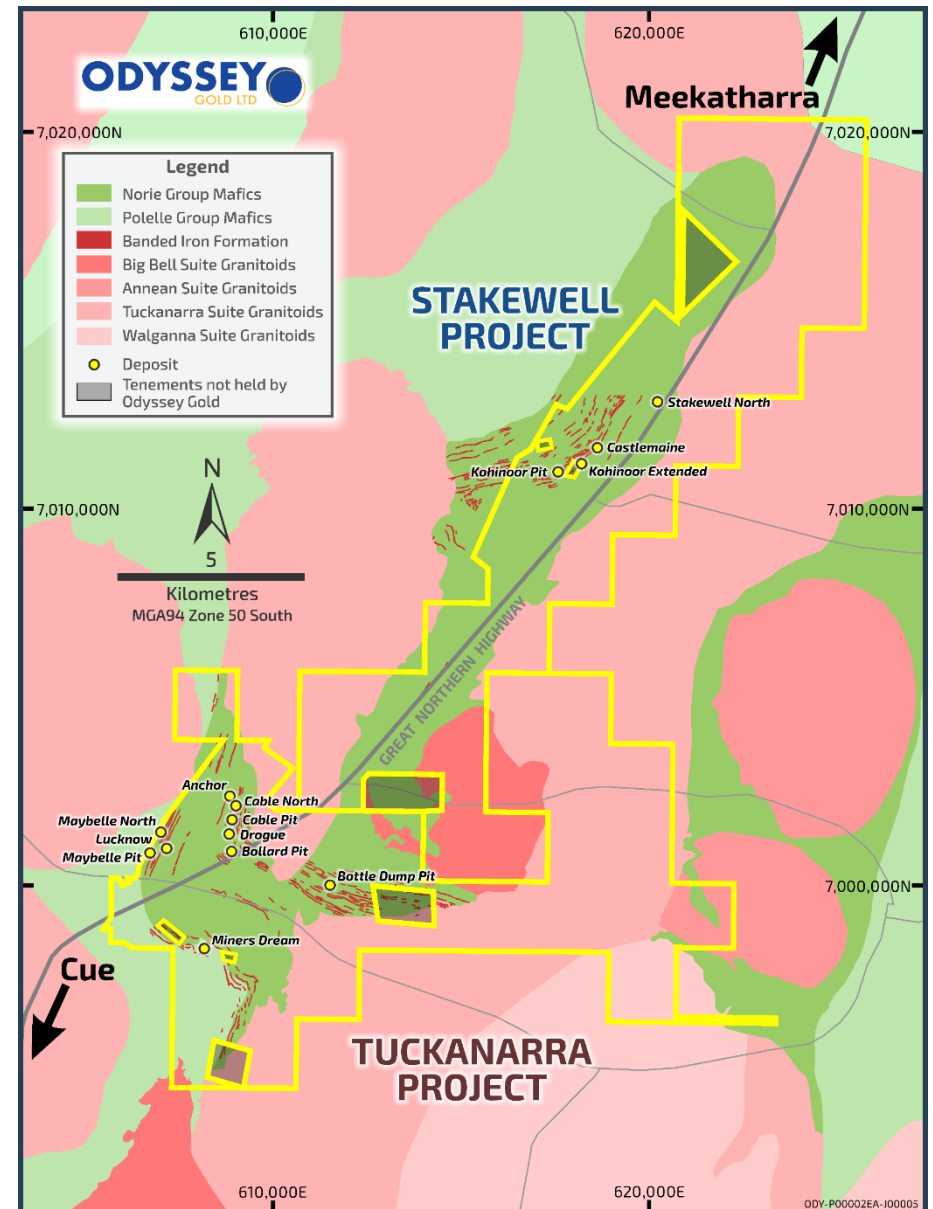 610,000E
620,000E
ODYSSEY
GOLD LTD
Meekatharra
7,020,000N
7,020,000N
Legend
Norie Group Mafics
Polelle Group Mafics
Banded Iron Formation
Big Bell Suite Granitoids
Annean Suite Granitoids
Tuckanarra Suite Granitoids
Walganna Suite Granitoids
Deposit
Tenements not held by
Odyssey Gold
STAKEWELL
PROJECT
Stakewell North
Castlemaine
Kohinoor Pit
Kohinoor Extended
N
7,010,000N
7,010,000N
5
Kilometres
MGA94 Zone 50 South
GREAT NORTHERN HIGHWAY
Anchor
Cable North
Maybelle North
Cable Pit
Lucknow
Drogue
Maybelle Pit
Bollard Pit
Bottle Dump Pit
7,000,000N
Miners Dream
Cue
TUCKANARRA
PROJECT
610,000E
620,000E
ODY-P00002EA-J00005